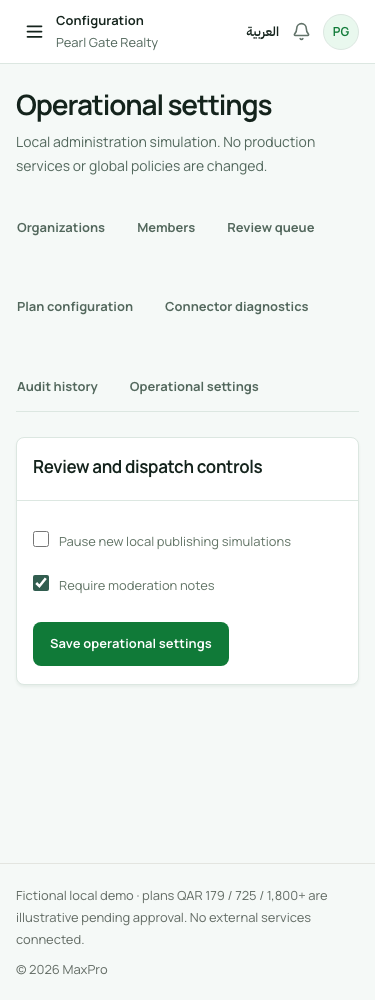 Configuration
Pearl Gate Realty
العربية
PG
Operational settings
Local administration simulation. No production
services or global policies are changed.
Organizations Members Review queue
Plan configuration Connector diagnostics
Audit history Operational settings
Review and dispatch controls
Pause new local publishing simulations
Require moderation notes
Save operational settings
Fictional local demo · plans QAR 179 / 725 / 1,800+ are
illustrative pending approval. No external services
connected.
© 2026 MaxPro